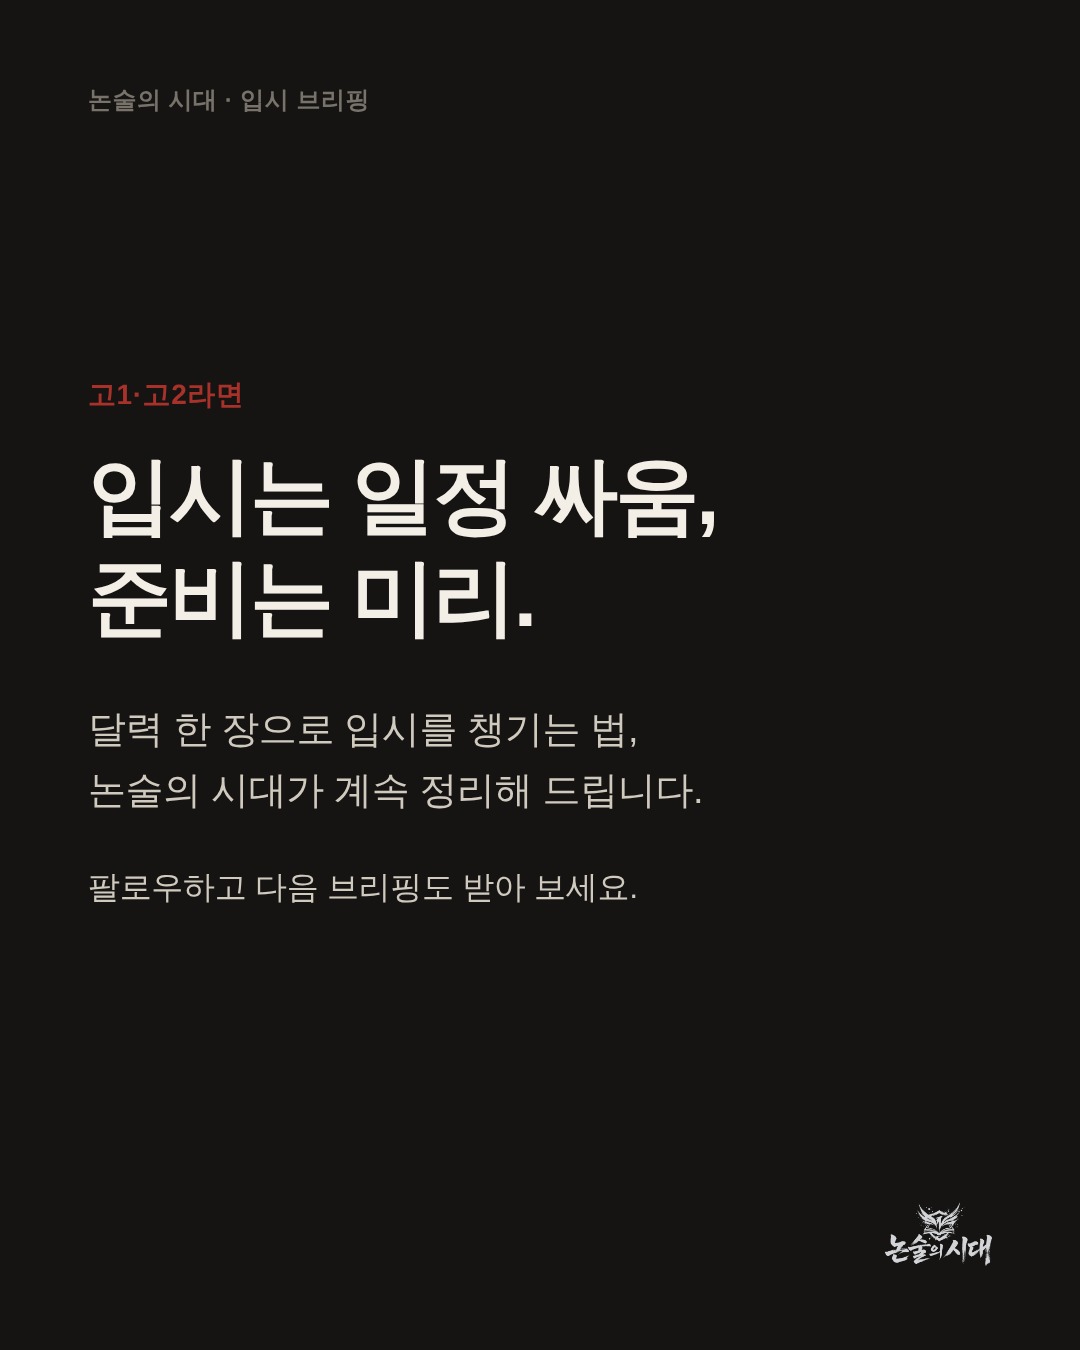 논술의 시대 · 입시 브리핑
고1·고2라면
입시는 일정 싸움,
준비는 미리.
달력 한 장으로 입시를 챙기는 법,
논술의 시대가 계속 정리해 드립니다.
팔로우하고 다음 브리핑도 받아 보세요.
논술의시대